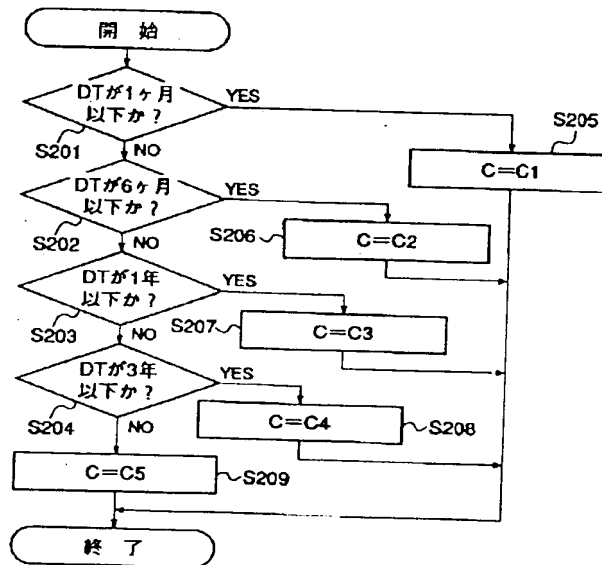 開 始
DTが1ヶ月
以下か?
YES
S201
NO
S205
C=C1
DTが6ヶ月
以下か?
YES
S202
NO
S206
C=C2
DTが1年
以下か?
YES
S203
NO
S207
C=C3
DTが3年
以下か?
YES
S204
NO
C=C4
S208
C=C5
S209
終 了